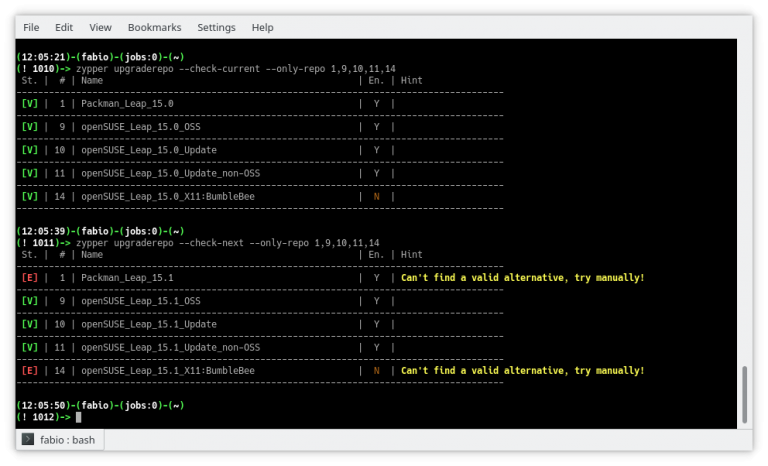 File Edit View Bookmarks Settings Help
(12:05:21)-(fabio)-(jobs:0)-(~)
(! 1010)-> zypper upgraderepo --check-current --only-repo 1,9,10,11,14
St. | # | Name | En. | Hint
[V] | 1 | Packman_Leap_15.0 | Y |
[V] | 9 | openSUSE_Leap_15.0_OSS | Y |
[V] | 10 | openSUSE_Leap_15.0_Update | Y |
[V] | 11 | openSUSE_Leap_15.0_Update_non-OSS | Y |
[V] | 14 | openSUSE_Leap_15.0_X11:BumbleBee | N |
(12:05:39)-(fabio)-(jobs:0)-(~)
(! 1011)-> zypper upgraderepo --check-next --only-repo 1,9,10,11,14
St. | # | Name | En. | Hint
[E] | 1 | Packman_Leap_15.1 | Y | Can't find a valid alternative, try manually!
[V] | 9 | openSUSE_Leap_15.1_OSS | Y |
[V] | 10 | openSUSE_Leap_15.1_Update | Y |
[V] | 11 | openSUSE_Leap_15.1_Update_non-OSS | Y |
[E] | 14 | openSUSE_Leap_15.1_X11:BumbleBee | N | Can't find a valid alternative, try manually!
(12:05:50)-(fabio)-(jobs:0)-(~)
(! 1012)->
fabio : bash